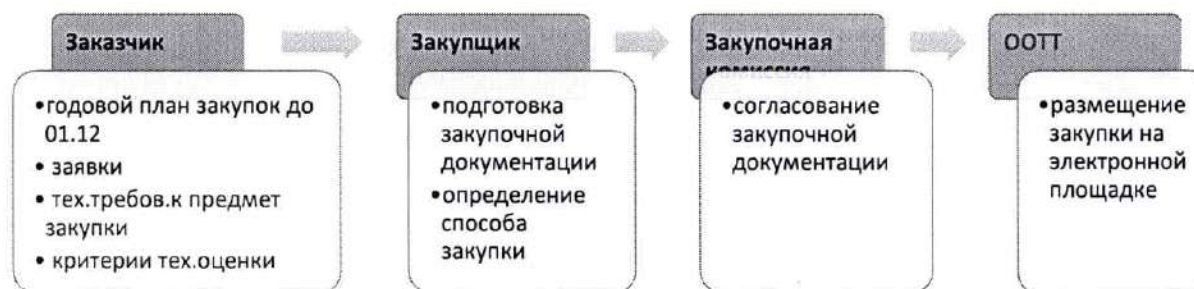 Заказчик
•годовой план закупок до
01.12
• заявки
• тех.требов.к предмет
закупки
• критерии тех.оценки
Закупщик
•подготовка
закупочной
документации
•определение
способа
закупки
Закупочная
комиссия
•согласование
закупочной
документации
ООТТ
•размещение
закупки на
электронной
площадке